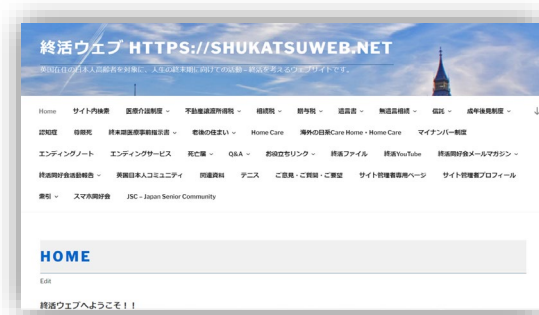 終活ウェブ HTTPS://SHUKATSUWEB.NET
英国在住の日本人高齢者を対象に、人生の終末期に向けての活動–終活を考えるウェブサイトです。
Home サイト内検索 医療介護制度 不動産譲渡所得税 相続税 贈与税 遺言書 無遺言相続 信託 成年後見制度
認知症 尊厳死 終末期医療事前指示書 老後の住まい Home Care 海外の日系Care Home・Home Care マイナンバー制度
エンディングノート エンディングサービス 死亡届 Q&A お役立ちリンク 終活ファイル 終活YouTube 終活同好会メールマガジン
終活同好会活動報告 英国日本人コミュニティ 関連資料 テニス ご意見・ご質問・ご要望 サイト管理者専用ページ サイト管理者プロフィール
索引 スマホ同好会 JSC – Japan Senior Community
HOME
Edit
終活ウェブへようこそ！！